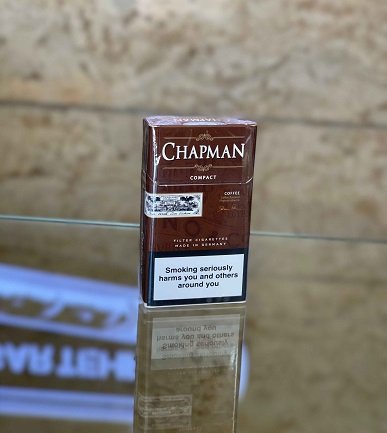 CHAPMAN
COMPACT
COFFEE
FILTER CIGARETTES
MADE IN GERMANY
Smoking seriously
harms you and others
around you